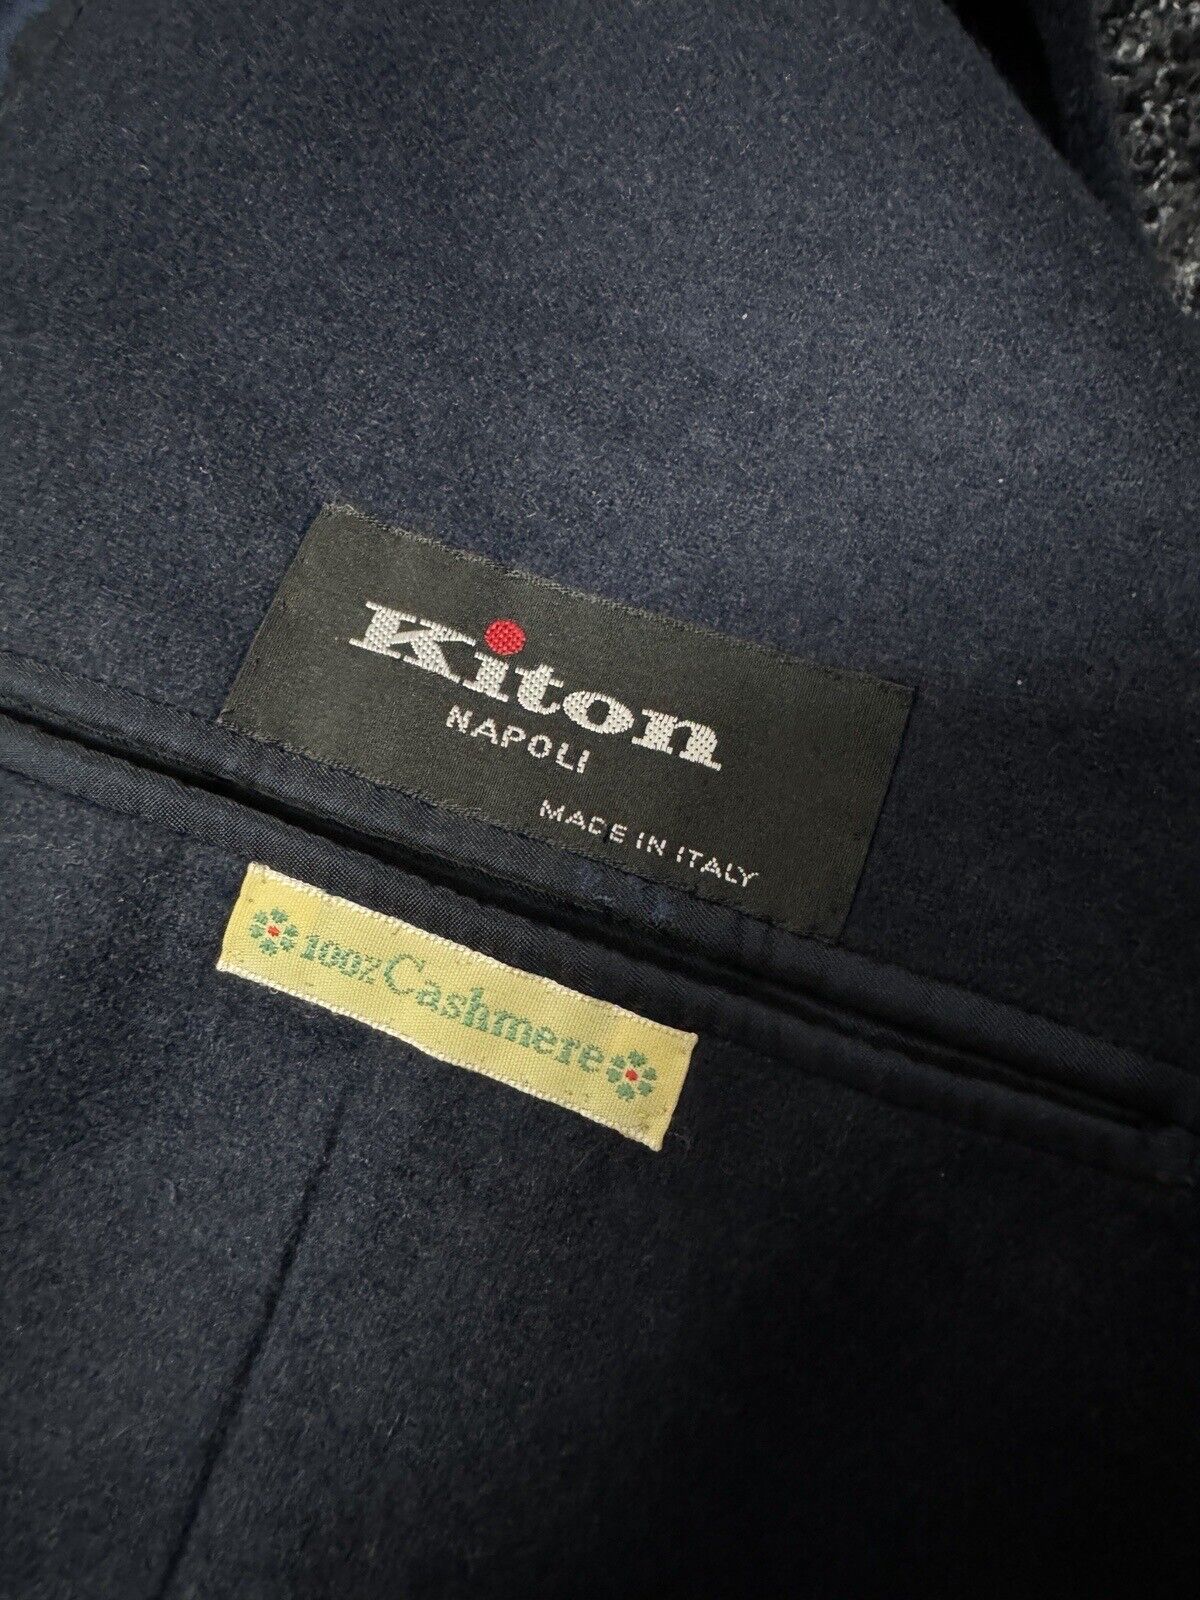 Kiton
NAPOLI
MADE IN ITALY
100% Cashmere